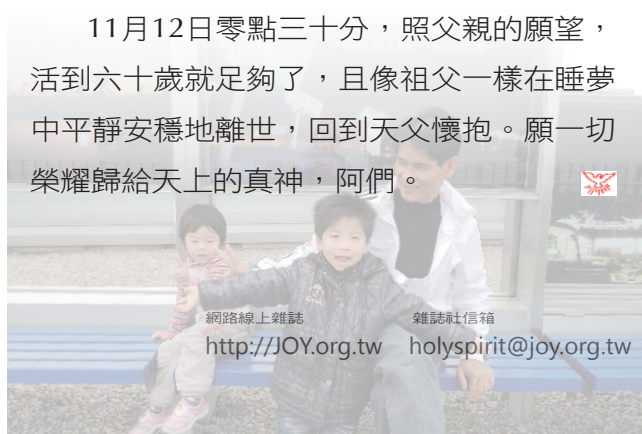 11月12日零點三十分，照父親的願望，
活到六十歲就足夠了，且像祖父一樣在睡夢
中平靜安穩地離世，回到天父懷抱。願一切
榮耀歸給天上的真神，阿們。
網路線上雜誌 雜誌社信箱
http://JOY.org.tw holyspirit@joy.org.tw